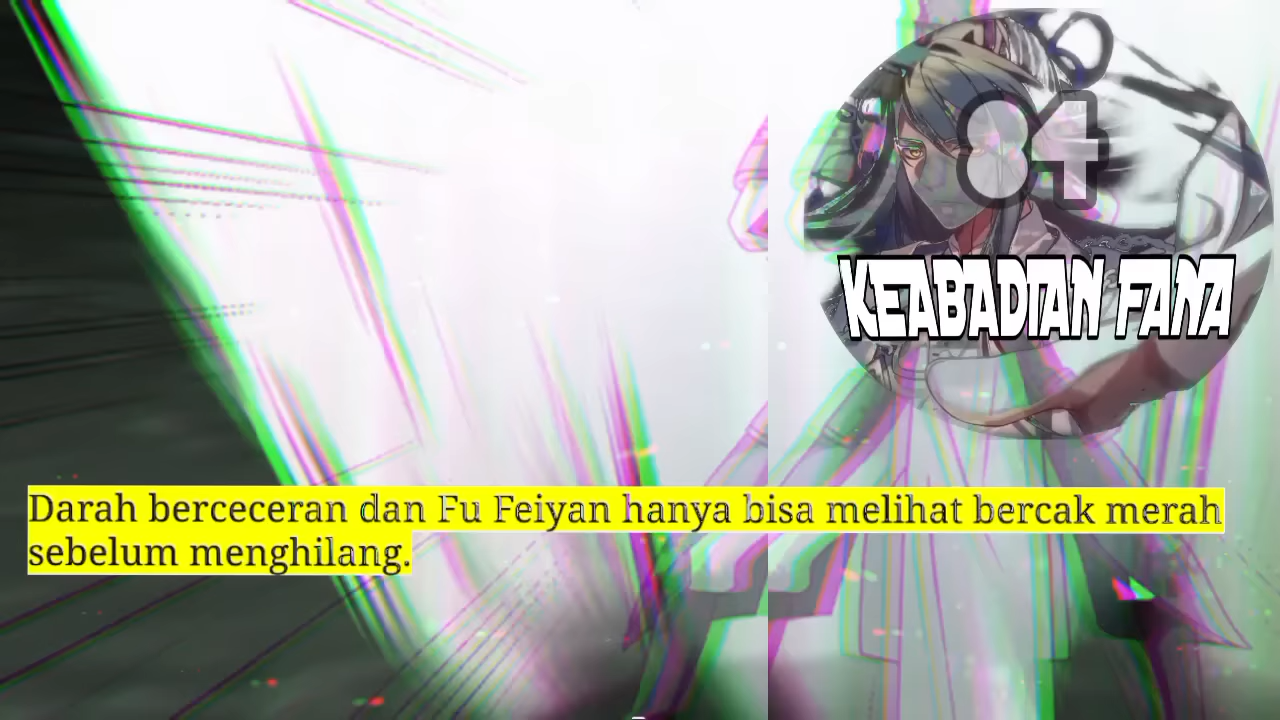 84
KEABADIAN FANA
Darah berceceran dan Fu Feiyan hanya bisa melihat bercak merah
sebelum menghilang.